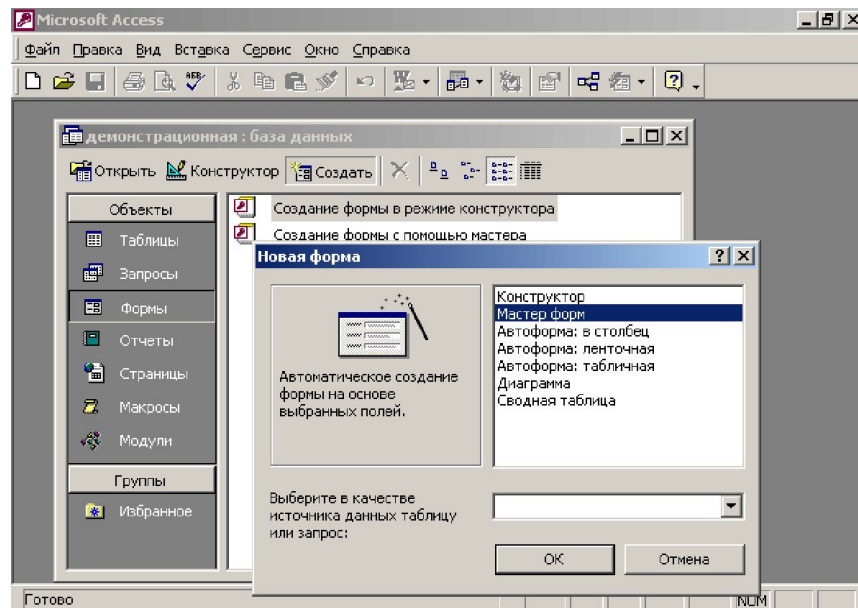 Microsoft Access
Файл Правка Вид Вставка Сервис Окно Справка
демонстрационная : база данных
Открыть Конструктор Создать
Объекты
Таблицы
Запросы
Формы
Отчеты
Страницы
Макросы
Модули
Группы
Избранное
Создание формы в режиме конструктора
Создание формы с помощью мастера
Новая форма
Автоматическое создание
формы на основе
выбранных полей.
Конструктор
Мастер форм
Автоформа: в столбец
Автоформа: ленточная
Автоформа: табличная
Диаграмма
Сводная таблица
Выберите в качестве
источника данных таблицу
или запрос:
ОК Отмена
Готово NUM